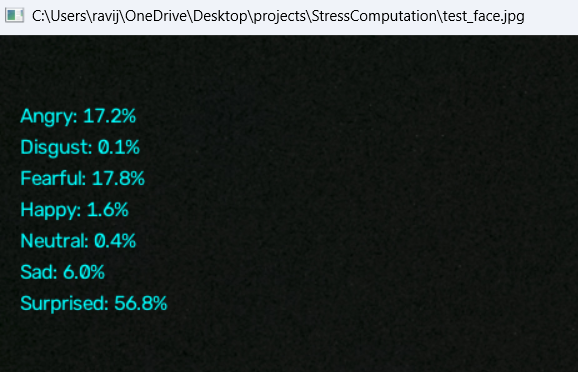 C:\Users\ravij\OneDrive\Desktop\projects\StressComputation\test_face.jpg
Angry: 17.2%
Disgust: 0.1%
Fearful: 17.8%
Happy: 1.6%
Neutral: 0.4%
Sad: 6.0%
Surprised: 56.8%